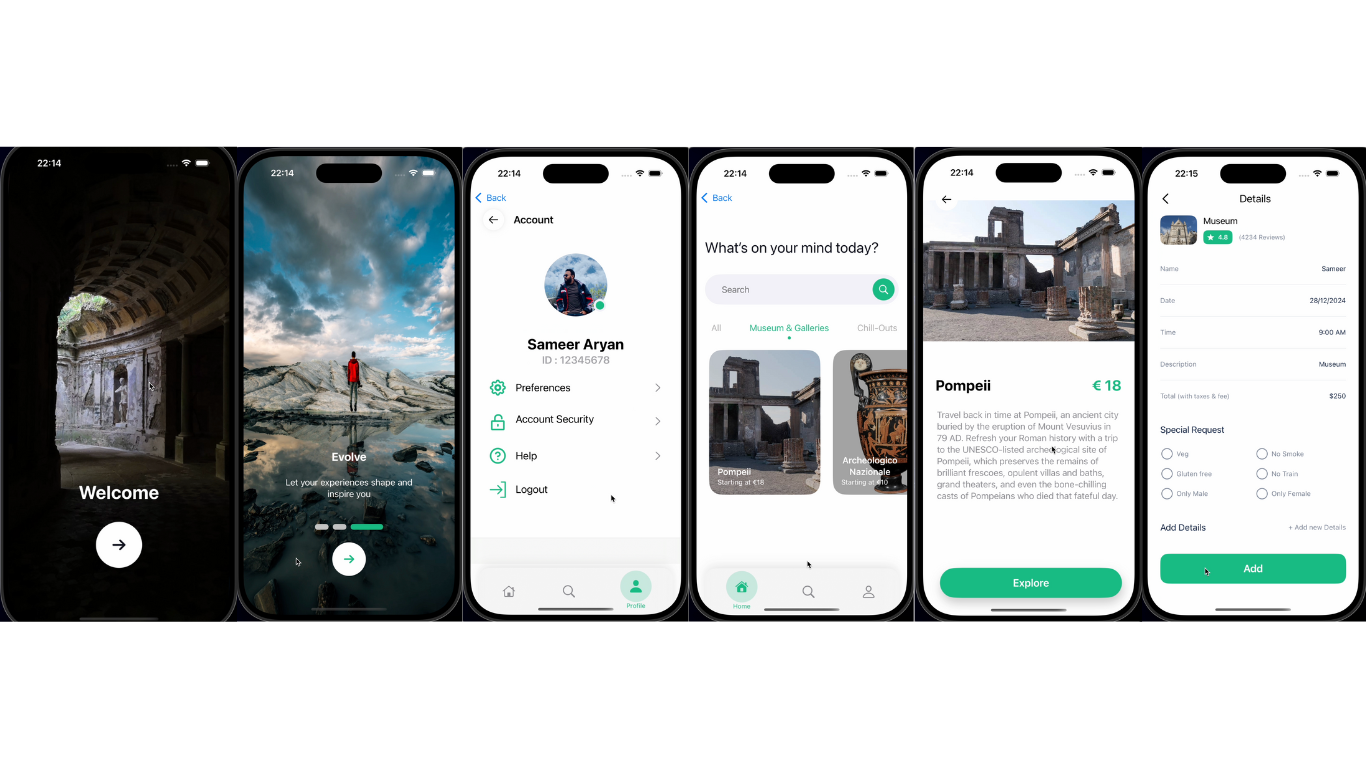 22:14
Welcome
22:14
Evolve
Let your experiences shape and
inspire you
22:14
Back
Account
Sameer Aryan
ID : 12345678
Preferences
Account Security
Help
Logout
Profile
22:14
Back
What's on your mind today?
Search
All Museum & Galleries Chill-Outs
Pompeii
Starting at €18
Archeologico
Nazionale
Starting at €10
Home
22:14
Pompeii € 18
Travel back in time at Pompeii, an ancient city
buried by the eruption of Mount Vesuvius in
79 AD. Refresh your Roman history with a trip
to the UNESCO-listed archeological site of
Pompeii, which preserves the remains of
brilliant frescoes, opulent villas and baths,
grand theaters, and even the bone-chilling
casts of Pompeians who died that fateful day.
Explore
22:15
Details
Museum
4.8 (4234 Reviews)
Name Sameer
Date 28/12/2024
Time 9:00 AM
Description Museum
Total (with taxes & fee) $250
Special Request
Veg No Smoke
Gluten free No Train
Only Male Only Female
Add Details + Add new Details
Add